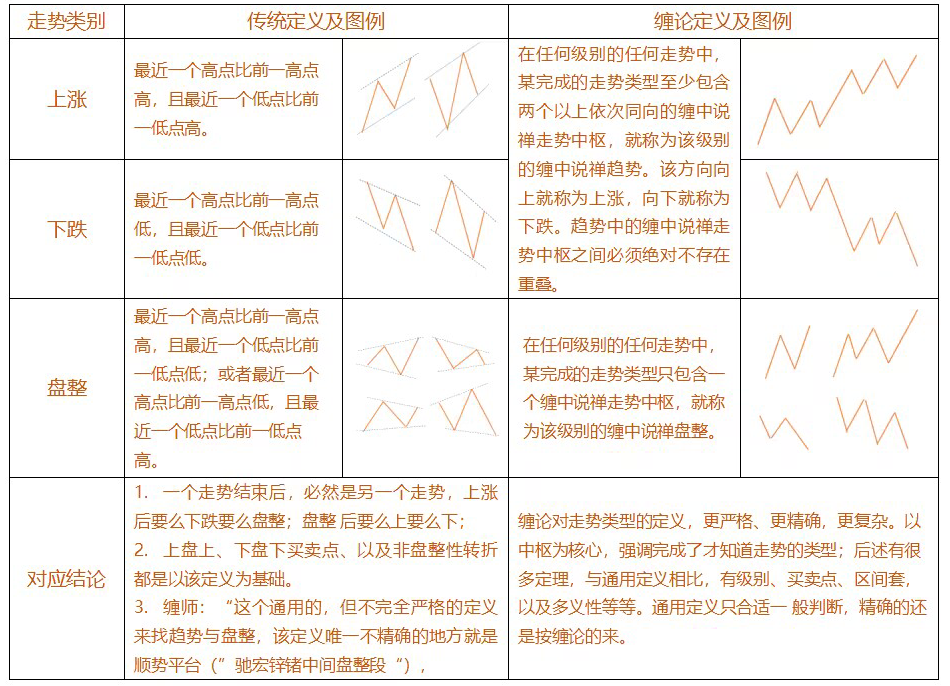 走势类别
传统定义及图例
缠论定义及图例
上涨
最近一个高点比前一高点
高，且最近一个低点比前
一低点高。
在任何级别的任何走势中，
某完成的走势类型至少包含
两个以上依次同向的缠中说
禅走势中枢，就称为该级别
的缠中说禅趋势。该方向向
上就称为上涨，向下就称为
下跌。趋势中的缠中说禅走
势中枢之间必须绝对不存在
重叠。
下跌
最近一个高点比前一高点
低，且最近一个低点比前
一低点低。
盘整
最近一个高点比前一高点
高，且最近一个低点比前
一低点低；或者最近一个
高点比前一高点低，且最
近一个低点比前一低点
高。
在任何级别的任何走势中，
某完成的走势类型只包含一
个缠中说禅走势中枢，就称
为该级别的缠中说禅盘整。
对应结论
1. 一个走势结束后，必然是另一个走势，上涨
后要么下跌要么盘整；盘整 后要么上要么下；
2. 上盘上、下盘下买卖点、以及非盘整性转折
都是以该定义为基础。
3. 缠师：“这个通用的，但不完全严格的定义
来找趋势与盘整，该定义唯一不精确的地方就是
顺势平台（”驰宏锌锗中间盘整段“），
缠论对走势类型的定义，更严格、更精确，更复杂。以
中枢为核心，强调完成了才知道走势的类型；后述有很
多定理，与通用定义相比，有级别、买卖点、区间套，
以及多义性等等。通用定义只合适一 般判断，精确的还
是按缠论的来。